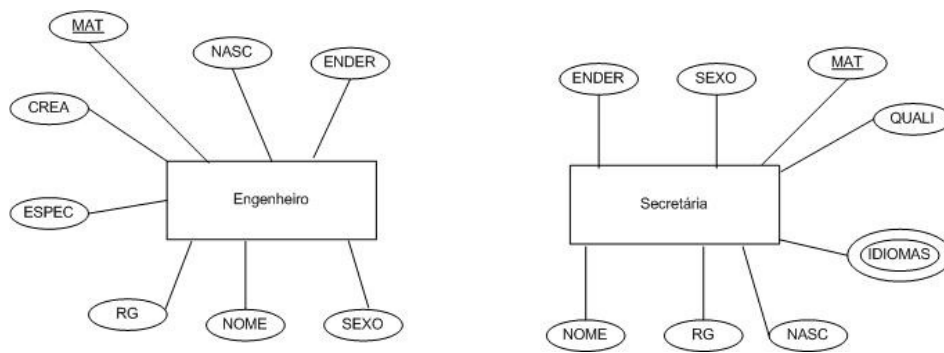 MAT
NASC
ENDER
CREA
Engenheiro
ESPEC
RG
NOME
SEXO
ENDER
SEXO
MAT
QUALI
Secretária
IDIOMAS
NOME
RG
NASC